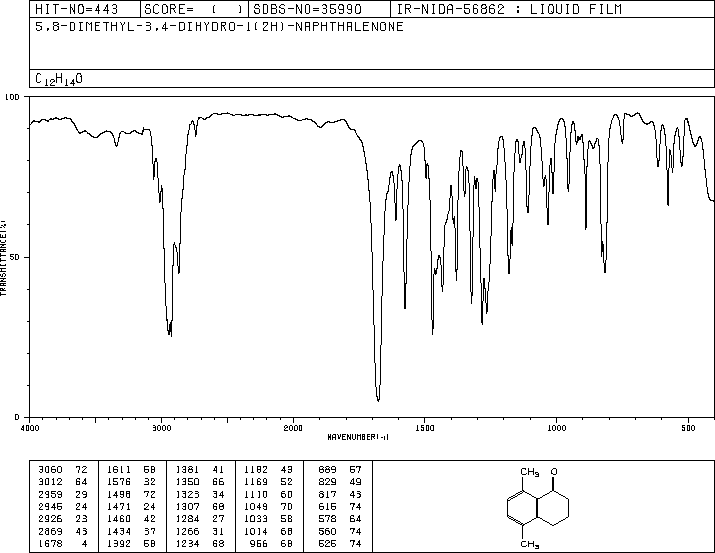 HIT-NO=443 SCORE= ( ) SDBS-NO=35990 IR-NIDA-56862 : LIQUID FILM
5,8-DIMETHYL-3,4-DIHYDRO-1(2H)-NAPHTHALENONE
C12H14O
100
50
0
TRANSMITTANCE(%)
4000 3000 2000 1500 1000 500
WAVENUMBER(-1)
3060 72 1611 58 1381 41 1182 43 889 57
3012 64 1576 32 1350 66 1169 52 829 49
2959 29 1498 72 1323 34 1110 60 817 43
2945 24 1471 24 1307 68 1049 70 615 74
2926 23 1460 42 1284 27 1033 58 578 64
2869 43 1434 37 1266 31 1014 68 560 74
1678 4 1392 58 1234 68 956 68 525 74
CH3 O
CH3